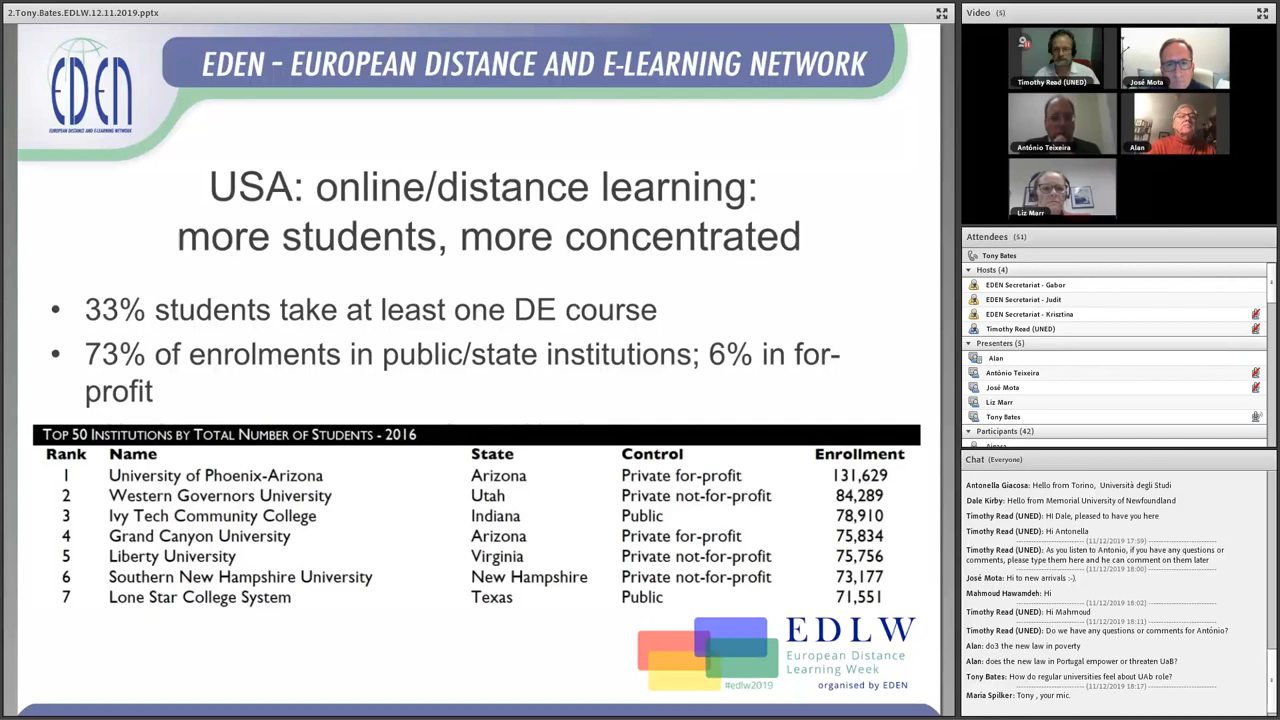 2.Tony.Bates.EDLW.12.11.2019.pptx
EDEN
EUROPEAN DISTANCE AND E-LEARNING NETWORK
EDEN - EUROPEAN DISTANCE AND E-LEARNING NETWORK
USA: online/distance learning:
more students, more concentrated
• 33% students take at least one DE course
• 73% of enrolments in public/state institutions; 6% in for-
profit
TOP 50 INSTITUTIONS BY TOTAL NUMBER OF STUDENTS - 2016
Rank Name State Control Enrollment
1 University of Phoenix-Arizona Arizona Private for-profit 131,629
2 Western Governors University Utah Private not-for-profit 84,289
3 Ivy Tech Community College Indiana Public 78,910
4 Grand Canyon University Arizona Private for-profit 75,834
5 Liberty University Virginia Private not-for-profit 75,756
6 Southern New Hampshire University New Hampshire Private not-for-profit 73,177
7 Lone Star College System Texas Public 71,551
EDLW
European Distance
Learning Week
#edlw2019 organised by EDEN
Video (5)
Timothy Read (UNED)
José Mota
António Teixeira
Alan
Liz Marr
Attendees (51)
Tony Bates
Hosts (4)
EDEN Secretariat - Gabor
EDEN Secretariat - Judit
EDEN Secretariat - Krisztina
Timothy Read (UNED)
Presenters (5)
Alan
António Teixeira
José Mota
Liz Marr
Tony Bates
Participants (42)
Chat (Everyone)
Antonella Giacosa: Hello from Torino, Università degli Studi
Dale Kirby: Hello from Memorial University of Newfoundland
Timothy Read (UNED): HI Dale, pleased to have you here
Timothy Read (UNED): Hi Antonella
(11/12/2019 17:59)
Timothy Read (UNED): As you listen to Antonio, if you have any questions or
comments, please type them here and he can comment on them later
(11/12/2019 18:00)
José Mota: Hi to new arrivals :-).
Mahmoud Hawamdeh: Hi
(11/12/2019 18:02)
Timothy Read (UNED): Hi Mahmoud
(11/12/2019 18:11)
Timothy Read (UNED): Do we have any questions or comments for António?
Alan: do3 the new law in poverty
Alan: does the new law in Portugal empower or threaten UaB?
Tony Bates: How do regular universities feel about UAb role?
(11/12/2019 18:17)
Maria Spilker: Tony , your mic.